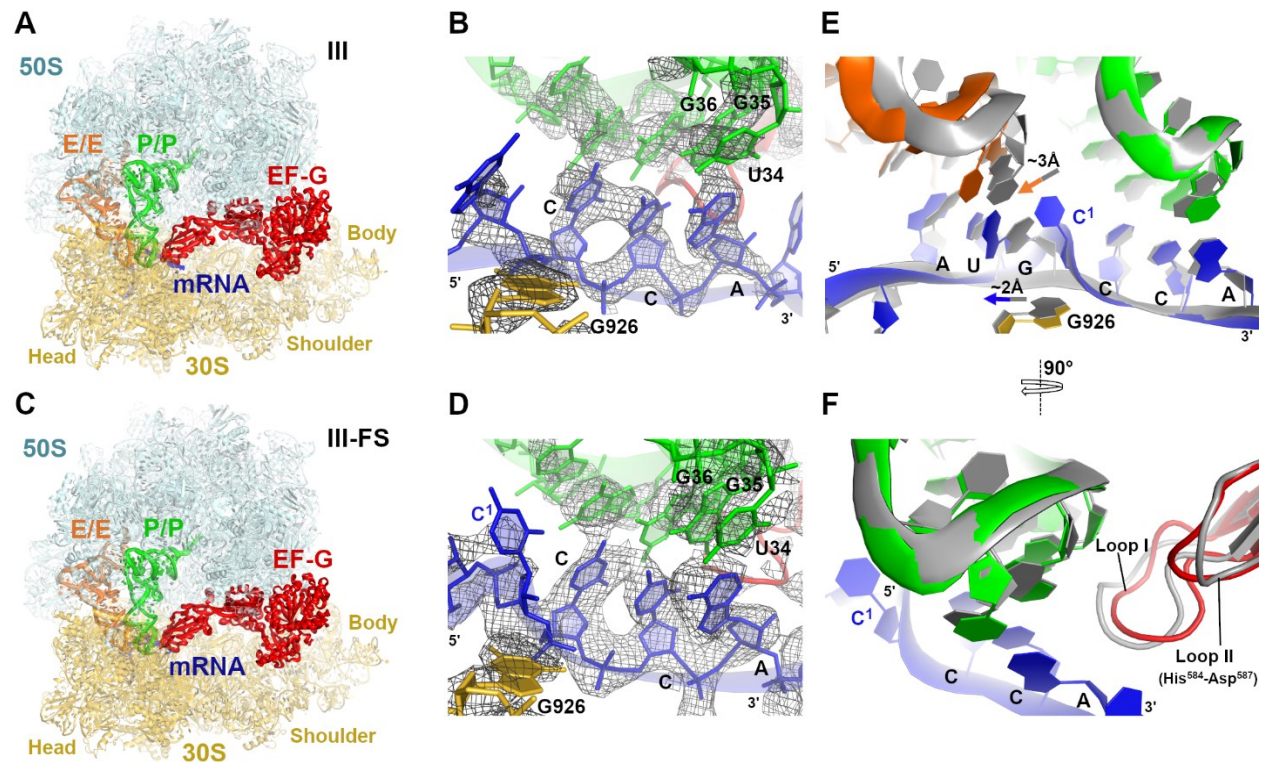 A
III
50S
E/E
P/P
EF-G
Body
mRNA
Head
Shoulder
30S
B
G36
G35
U34
C
5'
C
A
G926
3'
E
~3Å
C¹
5'
A
U
G
~2Å
C
C
A
G926
3'
90°
C
III-FS
50S
E/E
P/P
EF-G
Body
mRNA
Head
Shoulder
30S
D
G36
G35
C¹
C
U34
5'
C
A
3'
G926
F
Loop I
5'
C¹
Loop II
(His⁵⁸⁴-Asp⁵⁸⁷)
C
C
A
3'